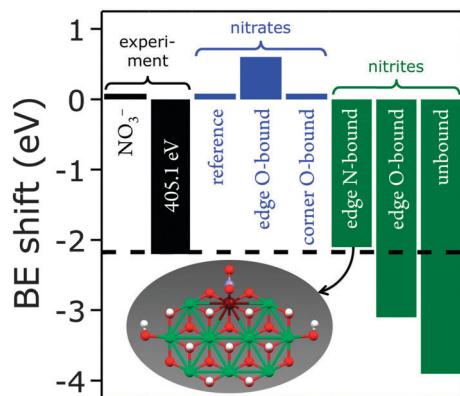 nitrates
experi-
ment
nitrites
1
0
-1
-2
-3
-4
BE shift (eV)
NO₃⁻
405.1 eV
reference
edge O-bound
corner O-bound
edge N-bound
edge O-bound
unbound